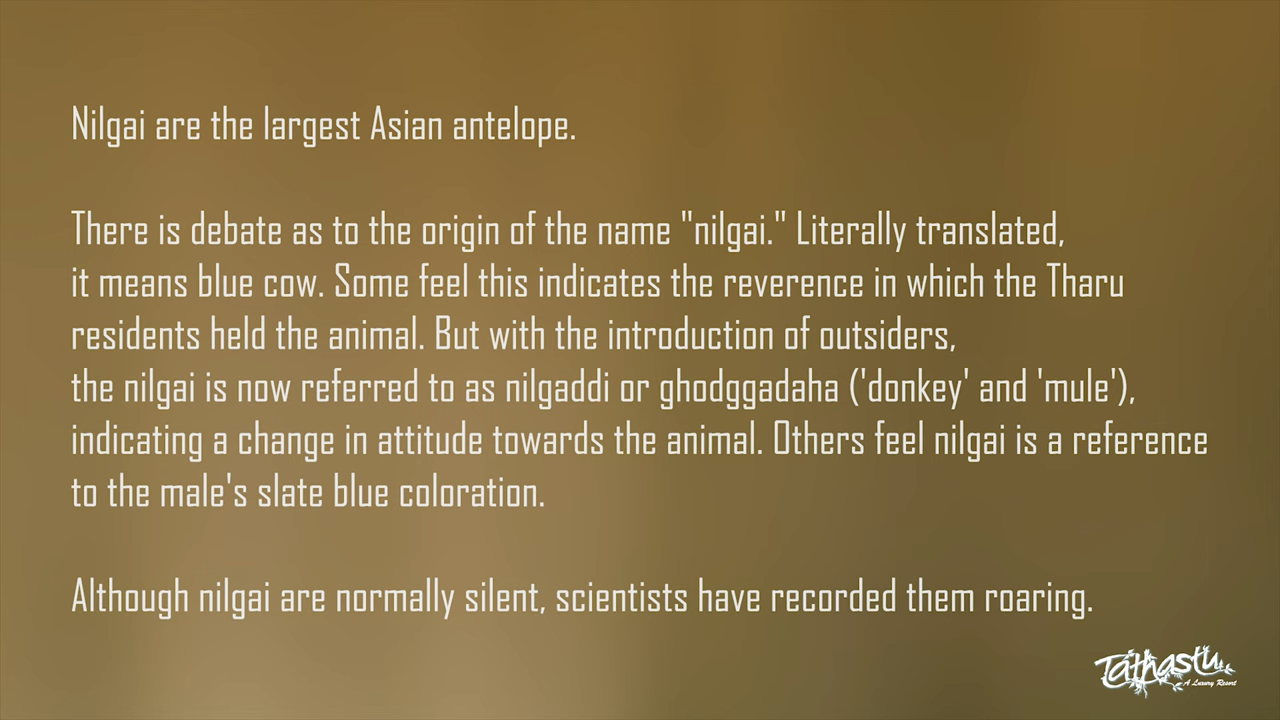 Nilgai are the largest Asian antelope.
There is debate as to the origin of the name "nilgai." Literally translated,
it means blue cow. Some feel this indicates the reverence in which the Tharu
residents held the animal. But with the introduction of outsiders,
the nilgai is now referred to as nilgaddi or ghodggadaha ('donkey' and 'mule'),
indicating a change in attitude towards the animal. Others feel nilgai is a reference
to the male's slate blue coloration.
Although nilgai are normally silent, scientists have recorded them roaring.
Tathastu
A Luxury Resort